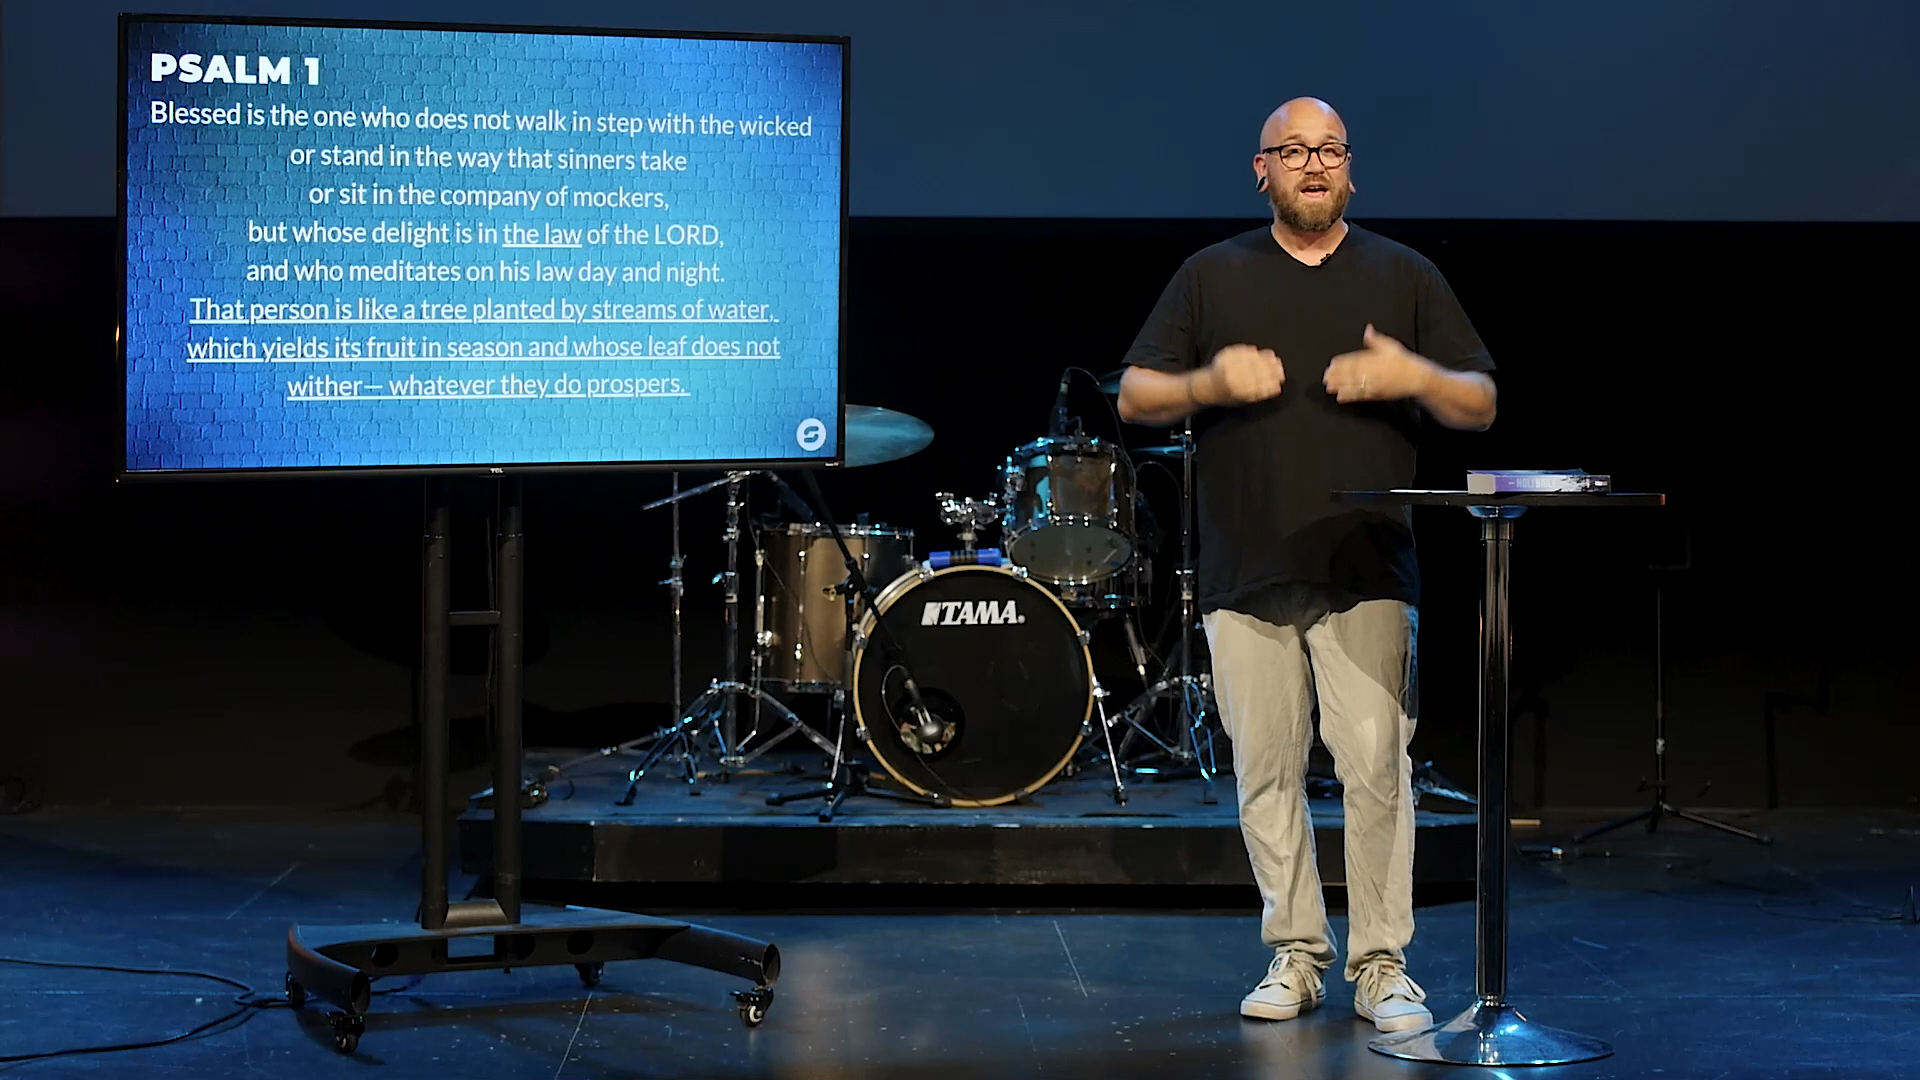 PSALM 1
Blessed is the one who does not walk in step with the wicked
or stand in the way that sinners take
or sit in the company of mockers,
but whose delight is in the law of the LORD,
and who meditates on his law day and night.
That person is like a tree planted by streams of water,
which yields its fruit in season and whose leaf does not
wither— whatever they do prospers.
TCL
TAMA®
HOLY BIBLE